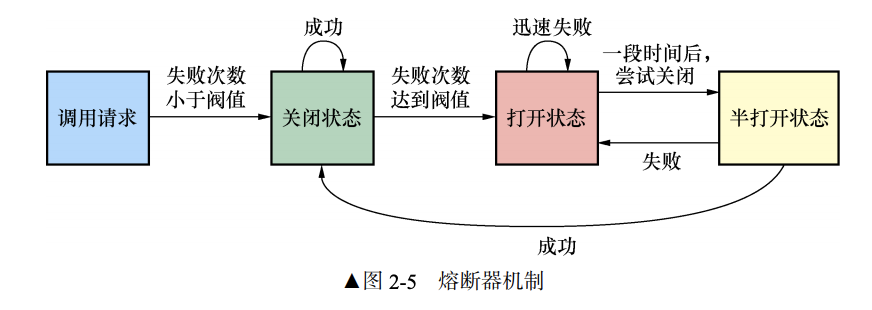 成功
迅速失败
失败次数
小于阀值
失败次数
达到阀值
一段时间后，
尝试关闭
调用请求
关闭状态
打开状态
半打开状态
失败
成功
▲图 2-5 熔断器机制